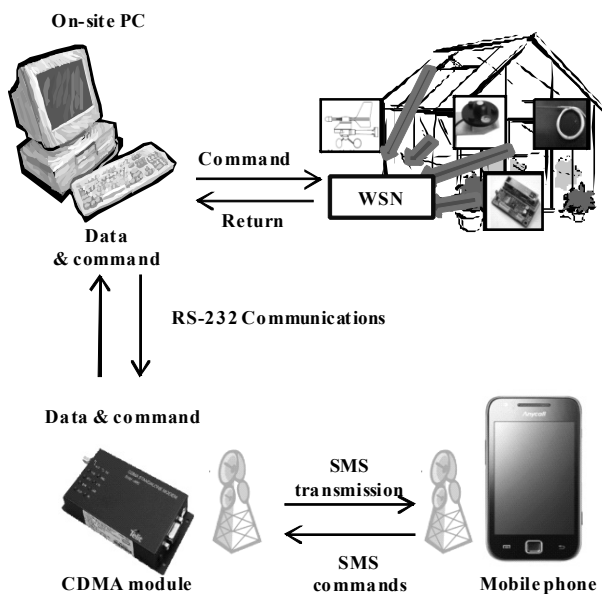 On-site PC
Command
WSN
Return
Data
& command
RS-232 Communications
Data & command
Anycall
SMS
transmission
SMS
commands
CDMA module
Mobile phone